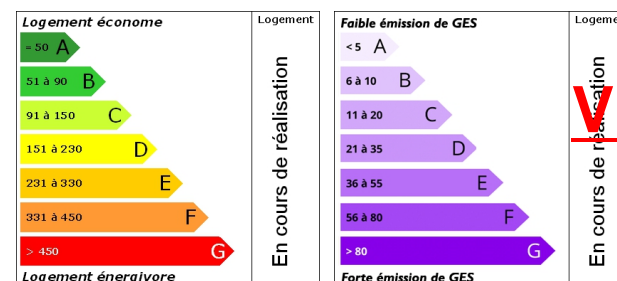 Logement économe
Logement
≈ 50 A
51 à 90 B
91 à 150 C
151 à 230 D
231 à 330 E
331 à 450 F
> 450 G
En cours de réalisation
Logement énergivore
Faible émission de GES
Logeme
< 5 A
6 à 10 B
11 à 20 C
21 à 35 D
36 à 55 E
56 à 80 F
> 80 G
En cours de réalisation
V
Forte émission de GES